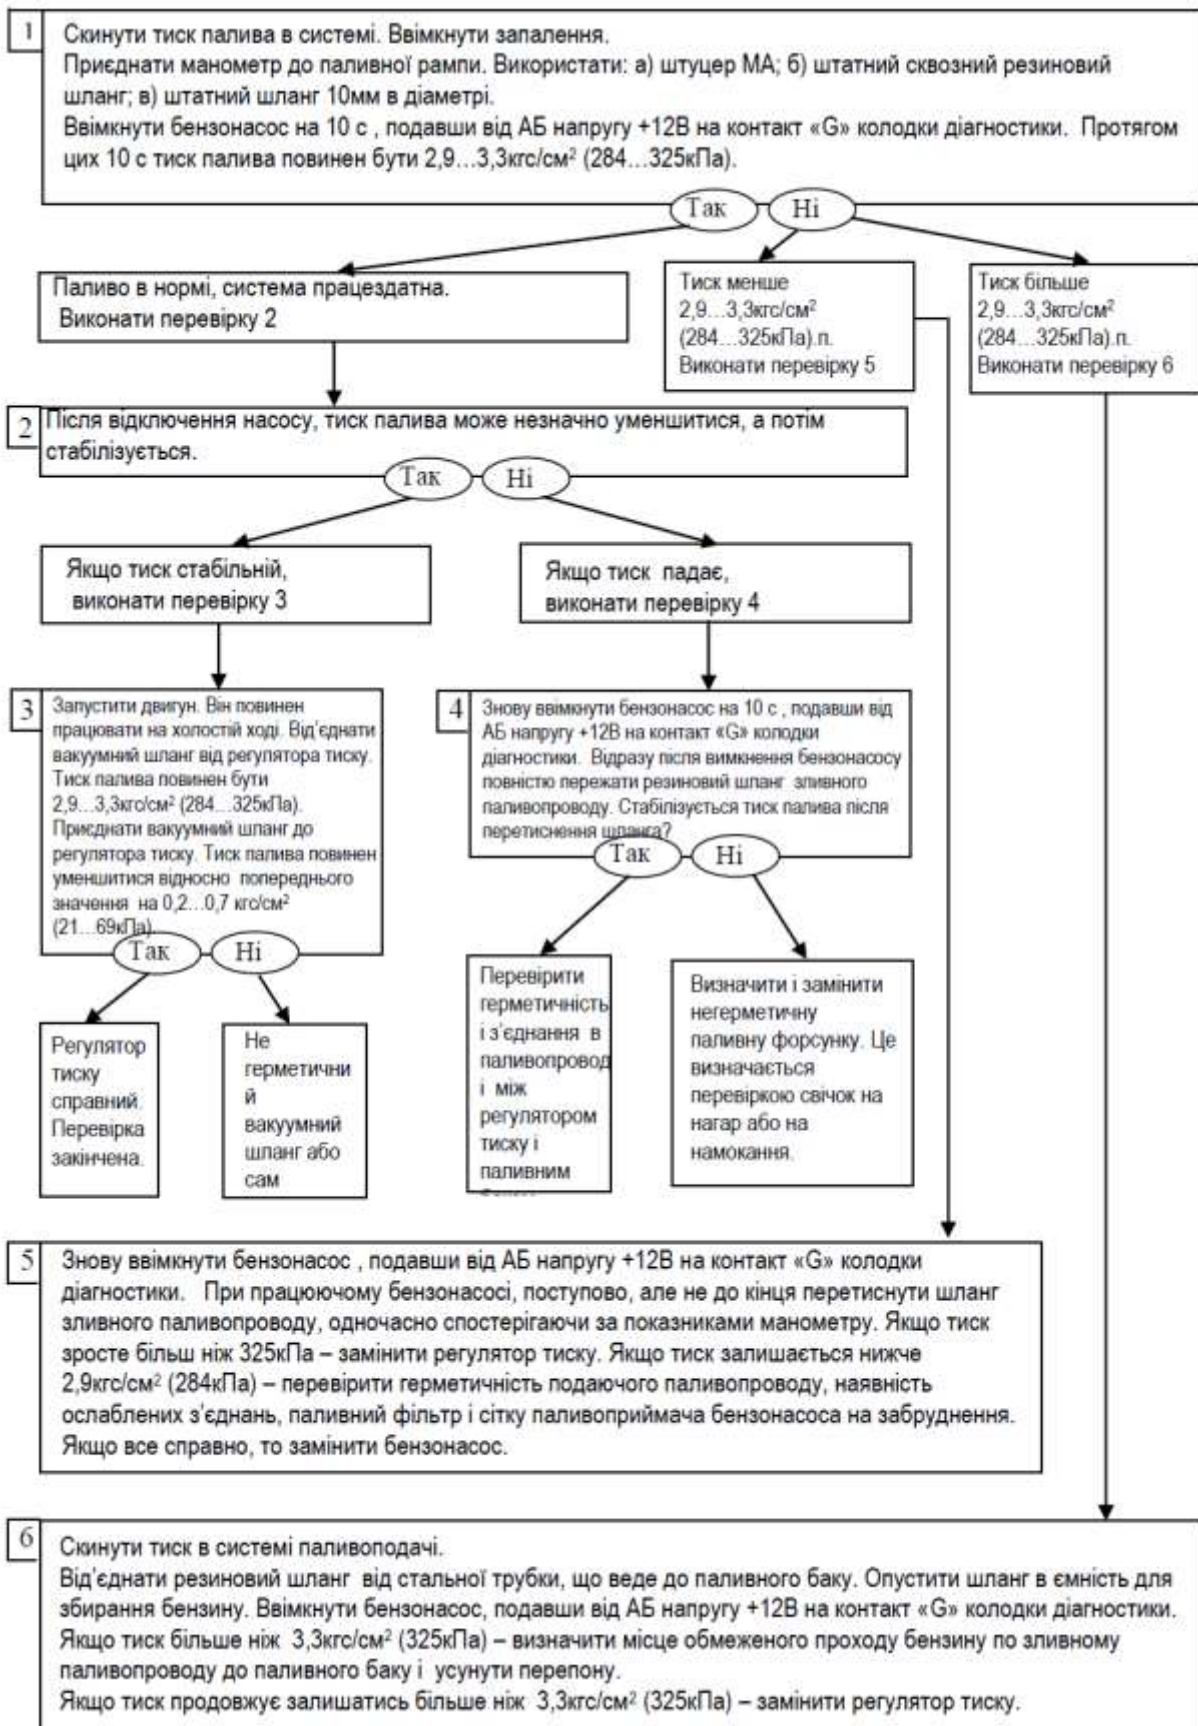 1
Скинути тиск палива в системі. Ввімкнути запалення.
Приєднати манометр до паливної рампи. Використати: а) штуцер МА; б) штатний сквозний резиновий
шланг; в) штатний шланг 10мм в діаметрі.
Ввімкнути бензонасос на 10 с , подавши від АБ напругу +12В на контакт «G» колодки діагностики. Протягом
цих 10 с тиск палива повинен бути 2,9…3,3кгс/см² (284…325кПа).
Так
Ні
Паливо в нормі, система працездатна.
Виконати перевірку 2
Тиск менше
2,9…3,3кгс/см²
(284…325кПа).п.
Виконати перевірку 5
Тиск більше
2,9…3,3кгс/см²
(284…325кПа).п.
Виконати перевірку 6
2
Після відключення насосу, тиск палива може незначно уменшитися, а потім
стабілізується.
Так
Ні
Якщо тиск стабільній,
виконати перевірку 3
Якщо тиск падає,
виконати перевірку 4
3
Запустити двигун. Він повинен
працювати на холостій ході. Від’єднати
вакуумний шланг від регулятора тиску.
Тиск палива повинен бути
2,9…3,3кгс/см² (284…325кПа).
Приєднати вакуумний шланг до
регулятора тиску. Тиск палива повинен
уменшитися відносно попереднього
значення на 0,2…0,7 кгс/см²
(21…69кПа).
Так
Ні
4
Знову ввімкнути бензонасос на 10 с , подавши від
АБ напругу +12В на контакт «G» колодки
діагностики. Відразу після вимкнення бензонасосу
повністю пережати резиновий шланг зливного
паливопроводу. Стабілізується тиск палива після
перетиснення шланга?
Так
Ні
Регулятор
тиску
справний.
Перевірка
закінчена.
Не
герметични
й
вакуумний
шланг або
сам
Перевірити
герметичність
і з’єднання в
паливопровод
і між
регулятором
тиску і
паливним
Визначити і замінити
негерметичну
паливну форсунку. Це
визначається
перевіркою свічок на
нагар або на
намокання.
5
Знову ввімкнути бензонасос , подавши від АБ напругу +12В на контакт «G» колодки
діагностики. При працюючому бензонасосі, поступово, але не до кінця перетиснути шланг
зливного паливопроводу, одночасно спостерігаючи за показниками манометру. Якщо тиск
зросте більш ніж 325кПа – замінити регулятор тиску. Якщо тиск залишається нижче
2,9кгс/см² (284кПа) – перевірити герметичність подаючого паливопроводу, наявність
ослаблених з’єднань, паливний фільтр і сітку паливоприймача бензонасоса на забруднення.
Якщо все справно, то замінити бензонасос.
6
Скинути тиск в системі паливоподачі.
Від’єднати резиновий шланг від стальної трубки, що веде до паливного баку. Опустити шланг в ємність для
збирання бензину. Ввімкнути бензонасос, подавши від АБ напругу +12В на контакт «G» колодки діагностики.
Якщо тиск більше ніж 3,3кгс/см² (325кПа) – визначити місце обмеженого проходу бензину по зливному
паливопроводу до паливного баку і усунути перепону.
Якщо тиск продовжує залишатись більше ніж 3,3кгс/см² (325кПа) – замінити регулятор тиску.